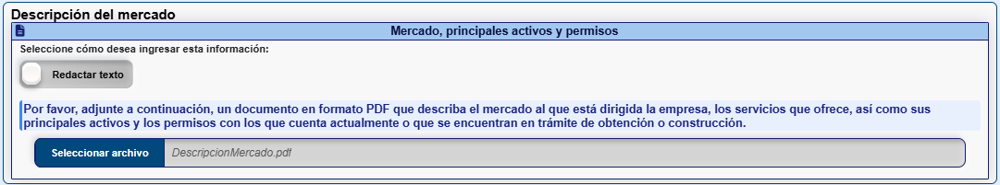 Descripción del mercado
Mercado, principales activos y permisos
Seleccione cómo desea ingresar esta información:
Redactar texto
Por favor, adjunte a continuación, un documento en formato PDF que describa el mercado al que está dirigida la empresa, los servicios que ofrece, así como sus
principales activos y los permisos con los que cuenta actualmente o que se encuentran en trámite de obtención o construcción.
Seleccionar archivo
DescripcionMercado.pdf